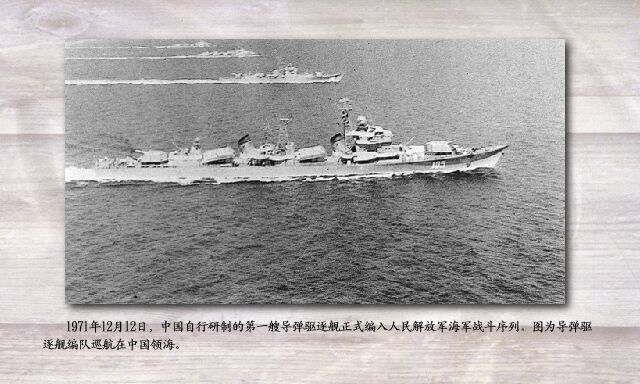 105
1971年12月12日，中国自行研制的第一艘导弹驱逐舰正式编入人民解放军海军战斗序列。图为导弹驱
逐舰编队巡航在中国领海。